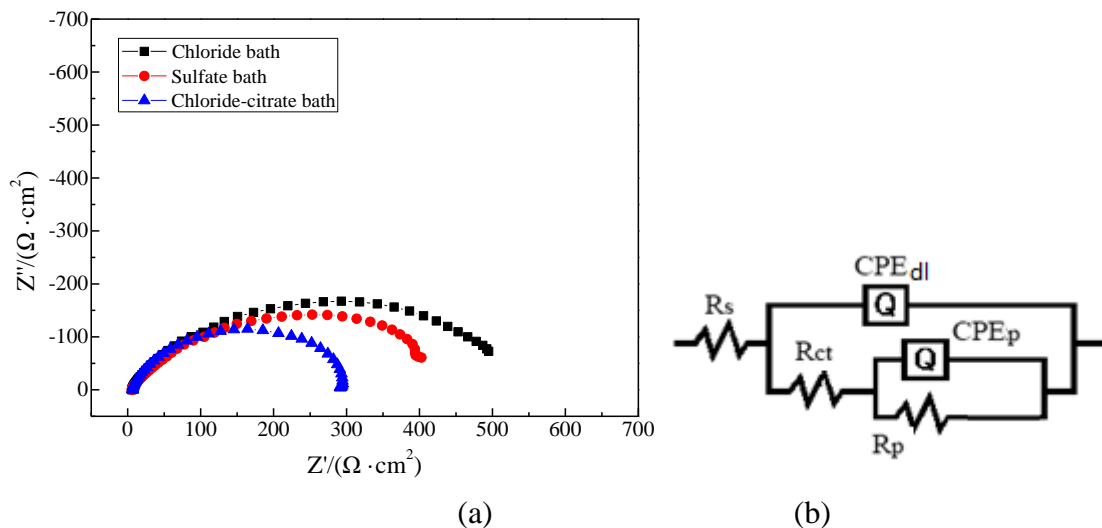 -700
-600
-500
-400
-300
-200
-100
0
Z''/(Ω·cm²)
Chloride bath
Sulfate bath
Chloride-citrate bath
0 100 200 300 400 500 600 700
Z'/(Ω·cm²)
(a)
CPEdl
Q
Rs
CPEp
Rct
Q
Rp
(b)